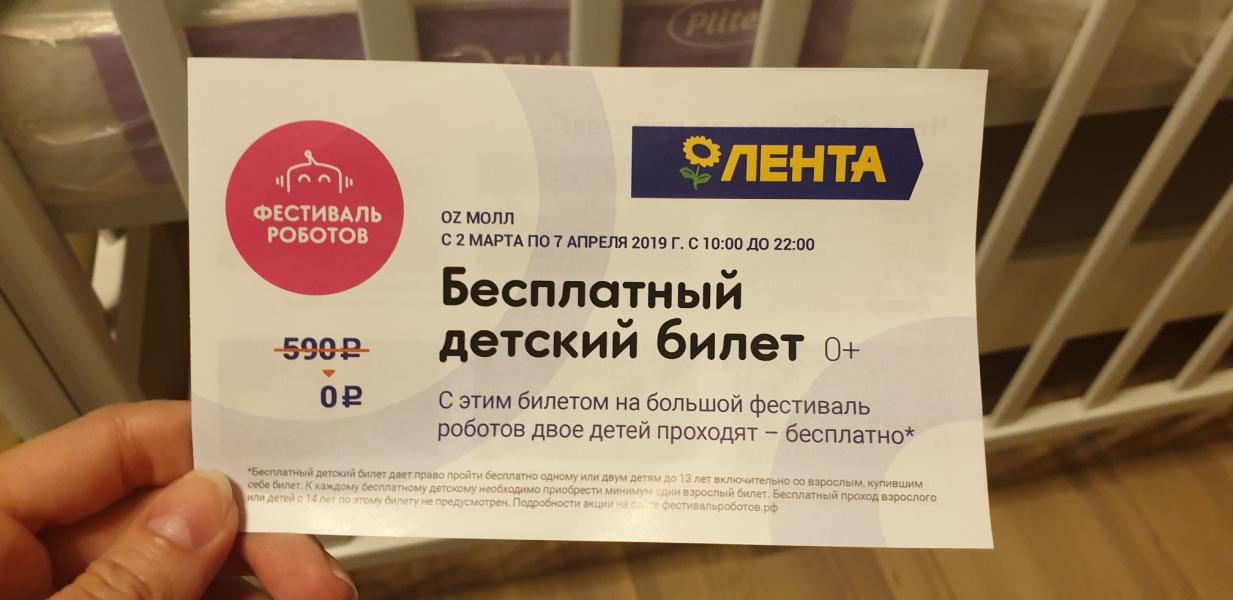 Plite
ФЕСТИВАЛЬ
РОБОТОВ
ЛЕНТА
OZ МОЛЛ
С 2 МАРТА ПО 7 АПРЕЛЯ 2019 Г. С 10:00 ДО 22:00
Бесплатный
детский билет 0+
590 ₽
0 ₽
С этим билетом на большой фестиваль
роботов двое детей проходят – бесплатно*
*Бесплатный детский билет дает право пройти бесплатно одному или двум детям до 13 лет включительно со взрослым, купившим
себе билет. К каждому бесплатному детскому необходимо приобрести минимум один взрослый билет. Бесплатный проход взрослого
или детей с 14 лет по этому билету не предусмотрен. Подробности акции на сайте фестивальроботов.рф